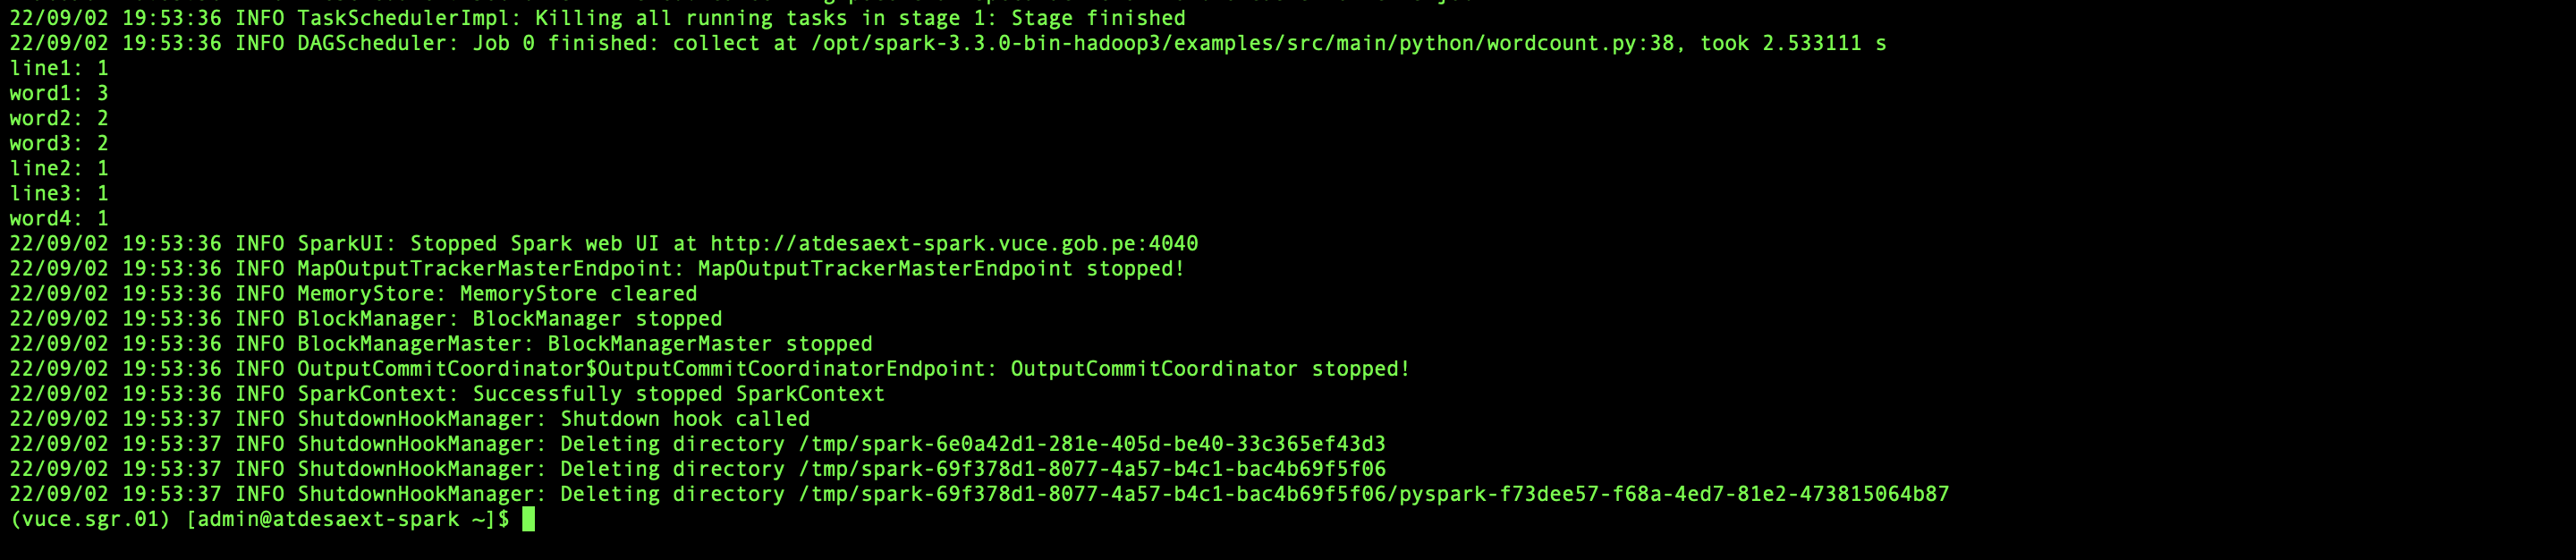 22/09/02 19:53:36 INFO TaskSchedulerImpl: Killing all running tasks in stage 1: Stage finished
22/09/02 19:53:36 INFO DAGScheduler: Job 0 finished: collect at /opt/spark-3.3.0-bin-hadoop3/examples/src/main/python/wordcount.py:38, took 2.533111 s
line1: 1
word1: 3
word2: 2
word3: 2
line2: 1
line3: 1
word4: 1
22/09/02 19:53:36 INFO SparkUI: Stopped Spark web UI at http://atdesaext-spark.vuce.gob.pe:4040
22/09/02 19:53:36 INFO MapOutputTrackerMasterEndpoint: MapOutputTrackerMasterEndpoint stopped!
22/09/02 19:53:36 INFO MemoryStore: MemoryStore cleared
22/09/02 19:53:36 INFO BlockManager: BlockManager stopped
22/09/02 19:53:36 INFO BlockManagerMaster: BlockManagerMaster stopped
22/09/02 19:53:36 INFO OutputCommitCoordinator$OutputCommitCoordinatorEndpoint: OutputCommitCoordinator stopped!
22/09/02 19:53:36 INFO SparkContext: Successfully stopped SparkContext
22/09/02 19:53:37 INFO ShutdownHookManager: Shutdown hook called
22/09/02 19:53:37 INFO ShutdownHookManager: Deleting directory /tmp/spark-6e0a42d1-281e-405d-be40-33c365ef43d3
22/09/02 19:53:37 INFO ShutdownHookManager: Deleting directory /tmp/spark-69f378d1-8077-4a57-b4c1-bac4b69f5f06
22/09/02 19:53:37 INFO ShutdownHookManager: Deleting directory /tmp/spark-69f378d1-8077-4a57-b4c1-bac4b69f5f06/pyspark-f73dee57-f68a-4ed7-81e2-473815064b87
(vuce.sgr.01) [admin@atdesaext-spark ~]$